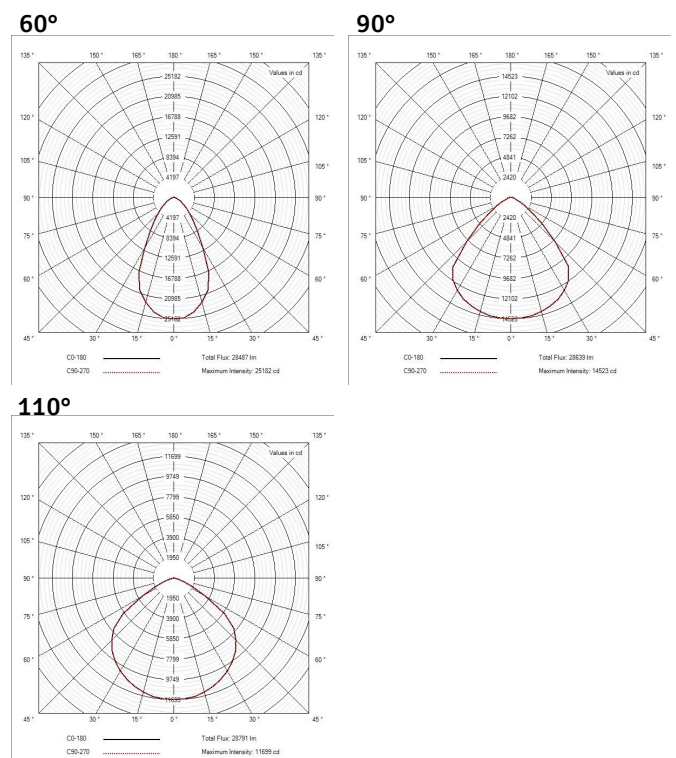 60°
135 ° 150 ° 165 ° 180 ° 165 ° 150 ° 135 °
Values in cd
25182
20985
16788
120 ° 120 °
12591
8394
105 ° 105 °
4197
90 ° 90 °
4197
75 ° 75 °
8394
12591
60 ° 60 °
16788
20985
25182
45 ° 30 ° 15 ° 0 ° 15 ° 30 ° 45 °
C0-180 Total Flux: 28487 lm
C90-270 Maximum Intensity: 25182 cd
90°
135 ° 150 ° 165 ° 180 ° 165 ° 150 ° 135 °
Values in cd
14523
12102
9682
120 ° 120 °
7262
4841
105 ° 105 °
2420
90 ° 90 °
2420
75 ° 75 °
4841
7262
60 ° 60 °
9682
12102
14523
45 ° 30 ° 15 ° 0 ° 15 ° 30 ° 45 °
C0-180 Total Flux: 28639 lm
C90-270 Maximum Intensity: 14523 cd
110°
135 ° 150 ° 165 ° 180 ° 165 ° 150 ° 135 °
Values in cd
11699
9749
7799
120 ° 120 °
5850
3900
105 ° 105 °
1950
90 ° 90 °
1950
75 ° 75 °
3900
5850
60 ° 60 °
7799
9749
11699
45 ° 30 ° 15 ° 0 ° 15 ° 30 ° 45 °
C0-180 Total Flux: 28791 lm
C90-270 Maximum Intensity: 11699 cd